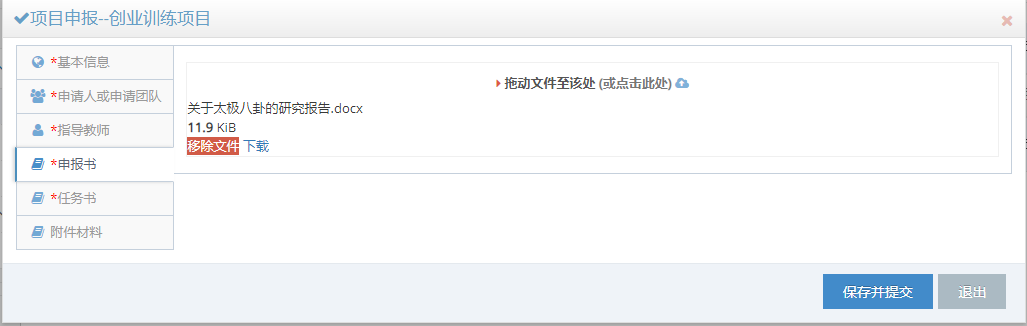 项目申报--创业训练项目
*基本信息
*申请人或申请团队
*指导教师
*申报书
*任务书
附件材料
拖动文件至该处 (或点击此处)
关于太极八卦的研究报告.docx
11.9 KiB
移除文件 下载
保存并提交 退出